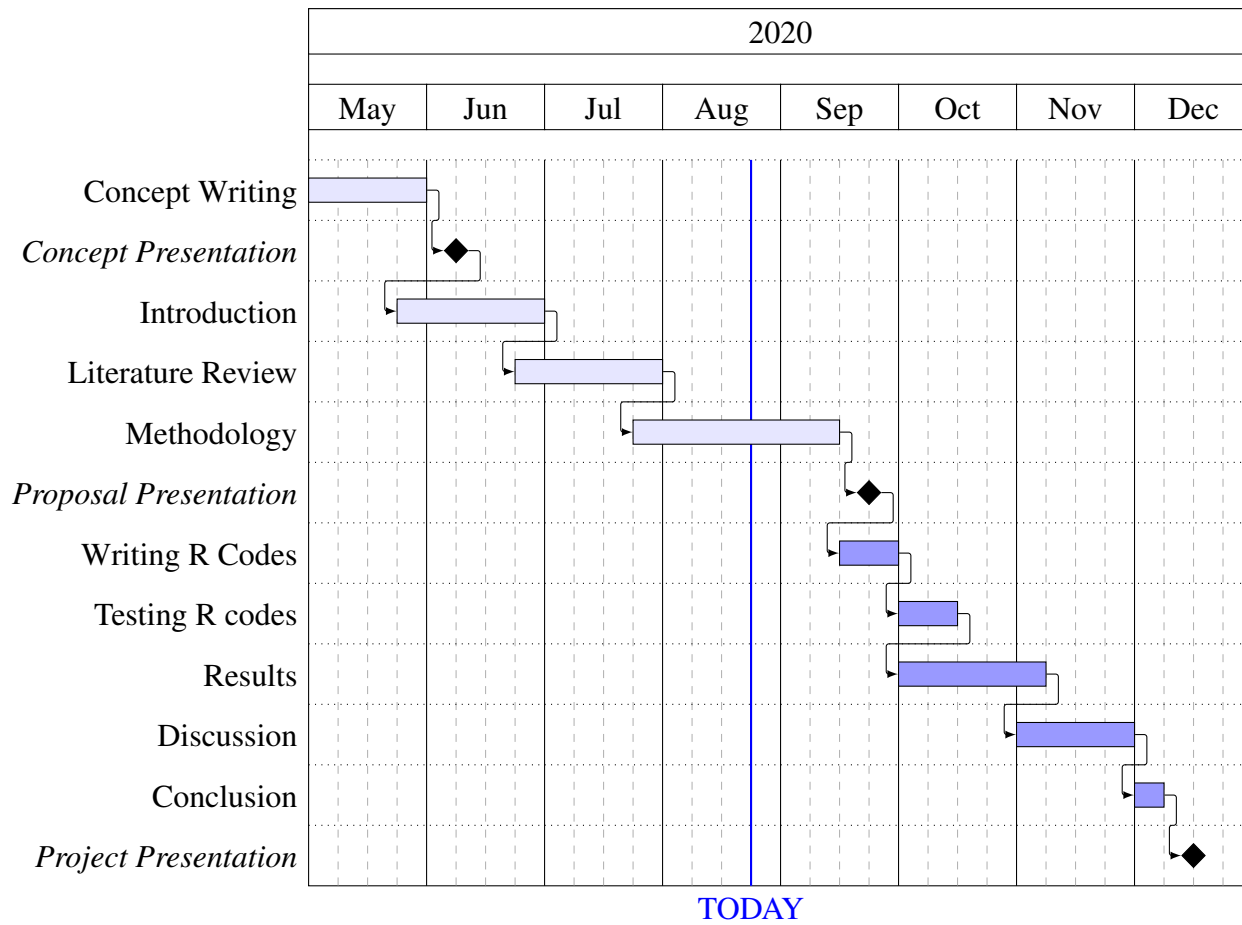 2020
May Jun Jul Aug Sep Oct Nov Dec
Concept Writing
Concept Presentation
Introduction
Literature Review
Methodology
Proposal Presentation
Writing R Codes
Testing R codes
Results
Discussion
Conclusion
Project Presentation
TODAY